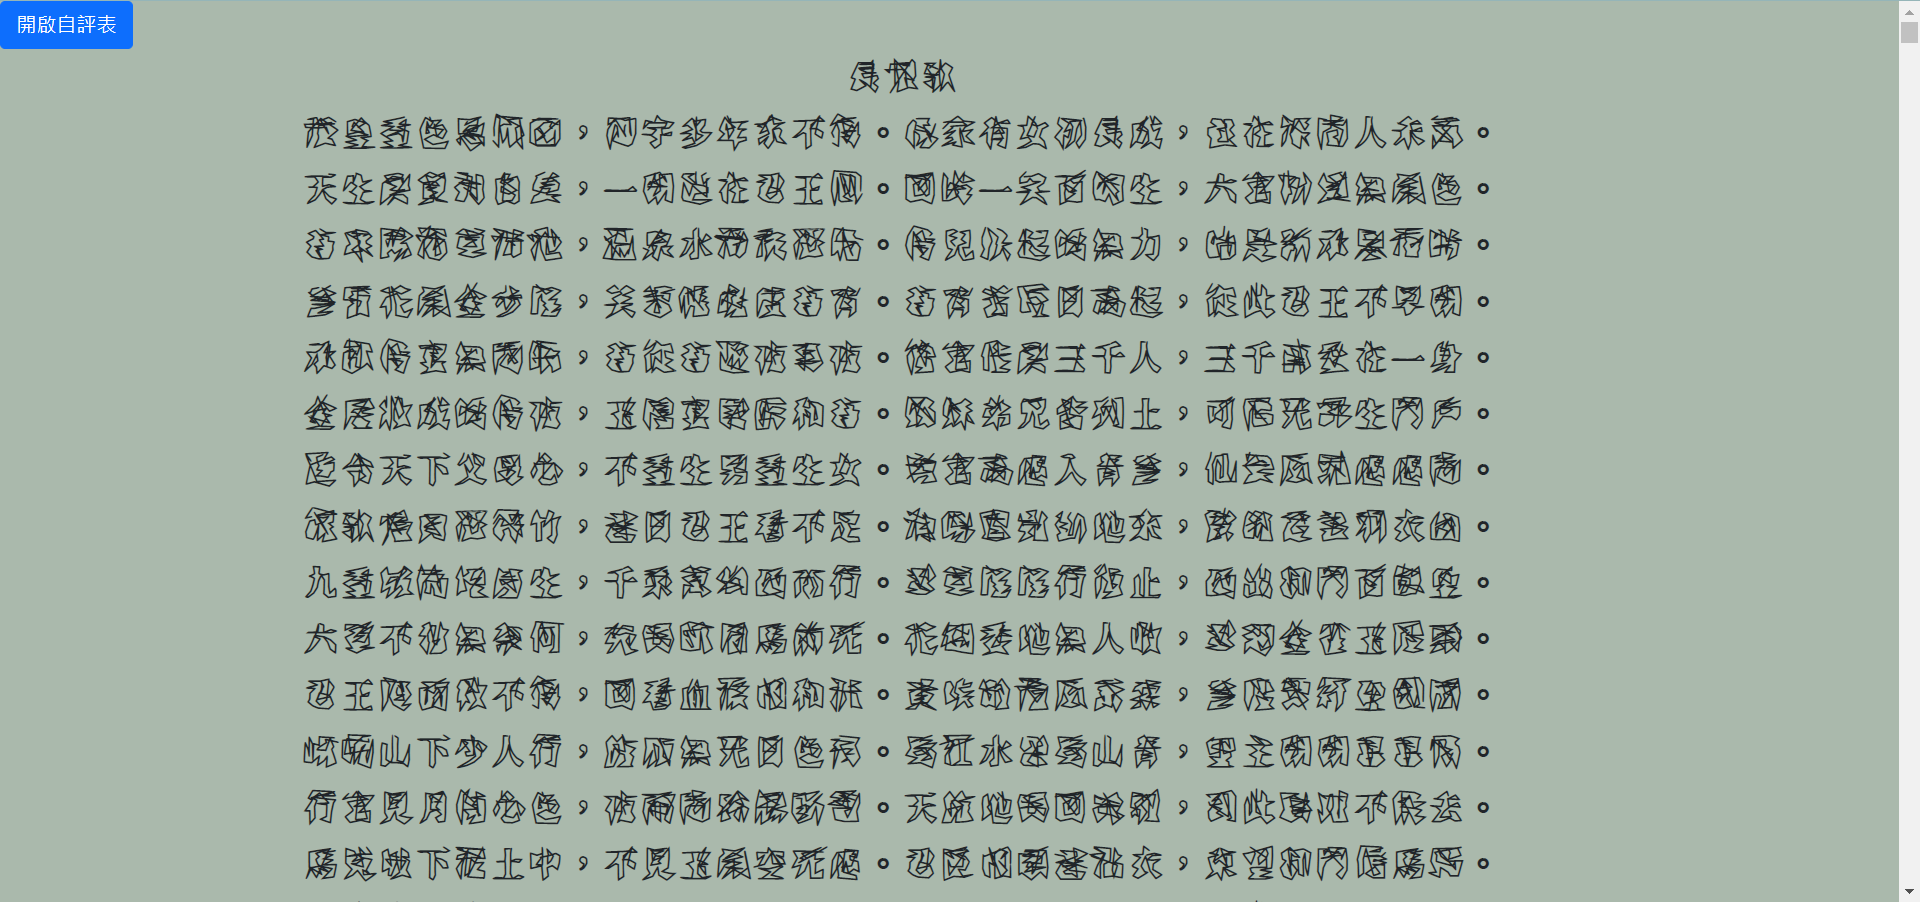 開啟自評表
長恨歌
漢皇重色思傾國,御宇多年求不得。楊家有女初長成,養在深閨人未識。
天生麗質難自棄,一朝選在君王側。回眸一笑百媚生,六宮粉黛無顏色。
春寒賜浴華清池,溫泉水滑洗凝脂。侍兒扶起嬌無力,始是新承恩澤時。
雲鬢花顏金步搖,芙蓉帳暖度春宵。春宵苦短日高起,從此君王不早朝。
承歡侍宴無閒暇,春從春遊夜專夜。後宮佳麗三千人,三千寵愛在一身。
金屋妝成嬌侍夜,玉樓宴罷醉和春。姊妹弟兄皆列土,可憐光彩生門戶。
遂令天下父母心,不重生男重生女。驪宮高處入青雲,仙樂風飄處處聞。
緩歌慢舞凝絲竹,盡日君王看不足。漁陽鼙鼓動地來,驚破霓裳羽衣曲。
九重城闕煙塵生,千乘萬騎西南行。翠華搖搖行復止,西出都門百餘里。
六軍不發無奈何,宛轉蛾眉馬前死。花鈿委地無人收,翠翹金雀玉搔頭。
君王掩面救不得,回看血淚相和流。黃埃散漫風蕭索,雲棧縈紆登劍閣。
峨嵋山下少人行,旌旗無光日色薄。蜀江水碧蜀山青,聖主朝朝暮暮情。
行宮見月傷心色,夜雨聞鈴腸斷聲。天旋地轉迴龍馭,到此躊躇不能去。
馬嵬坡下泥土中,不見玉顏空死處。君臣相顧盡霑衣,東望都門信馬歸。